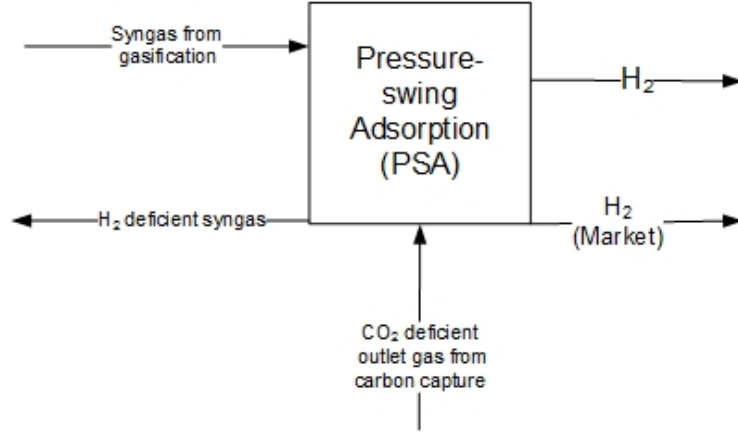 Syngas from
gasification
Pressure-
swing
Adsorption
(PSA)
H₂
H₂ deficient syngas
H₂
(Market)
CO₂ deficient
outlet gas from
carbon capture